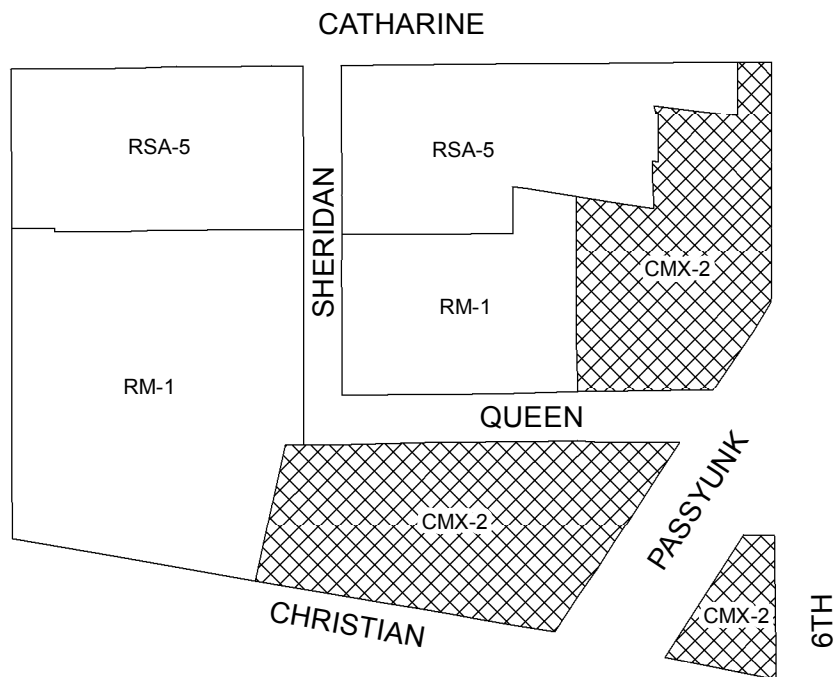 CATHARINE
RSA-5
RSA-5
SHERIDAN
CMX-2
RM-1
RM-1
QUEEN
CMX-2
PASSYUNK
CHRISTIAN
CMX-2
6TH